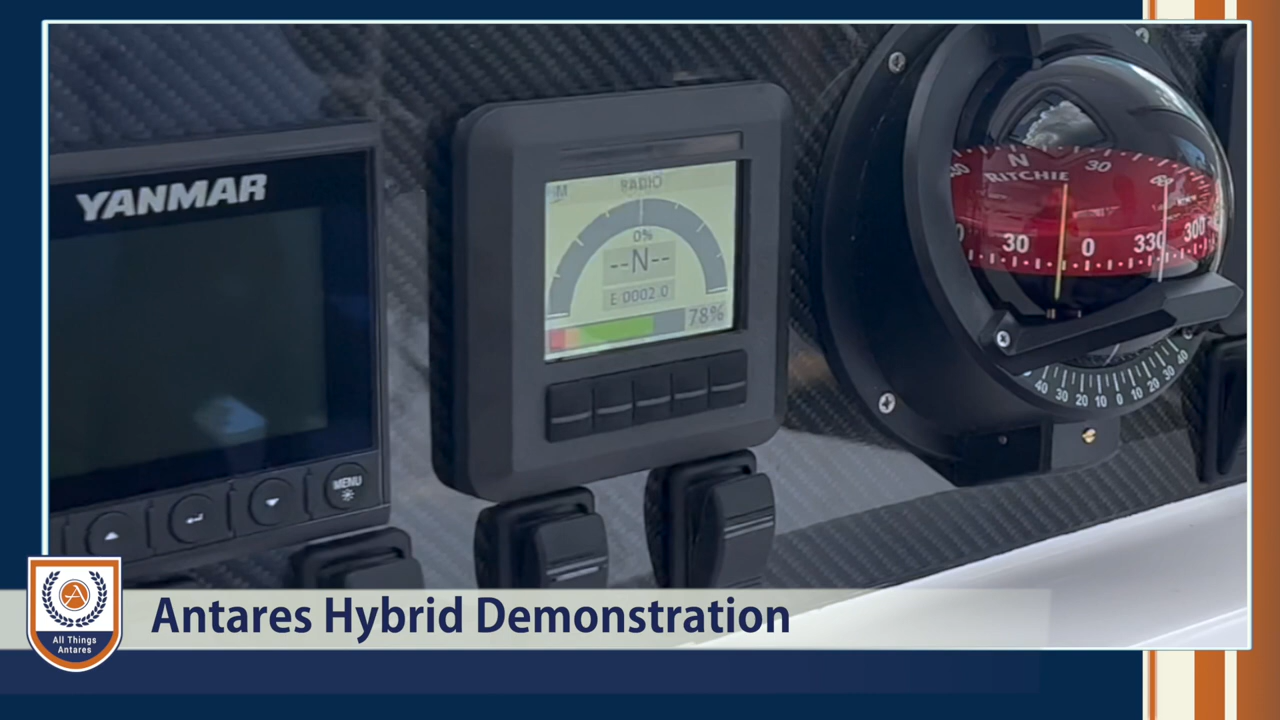 YANMAR
MENU
RADIO
0%
--N--
E 0002.0
78%
N 30
RITCHIE
30 0 330 300
40 30 20 10 0 10 20 30 40
Antares Hybrid Demonstration
All Things
Antares